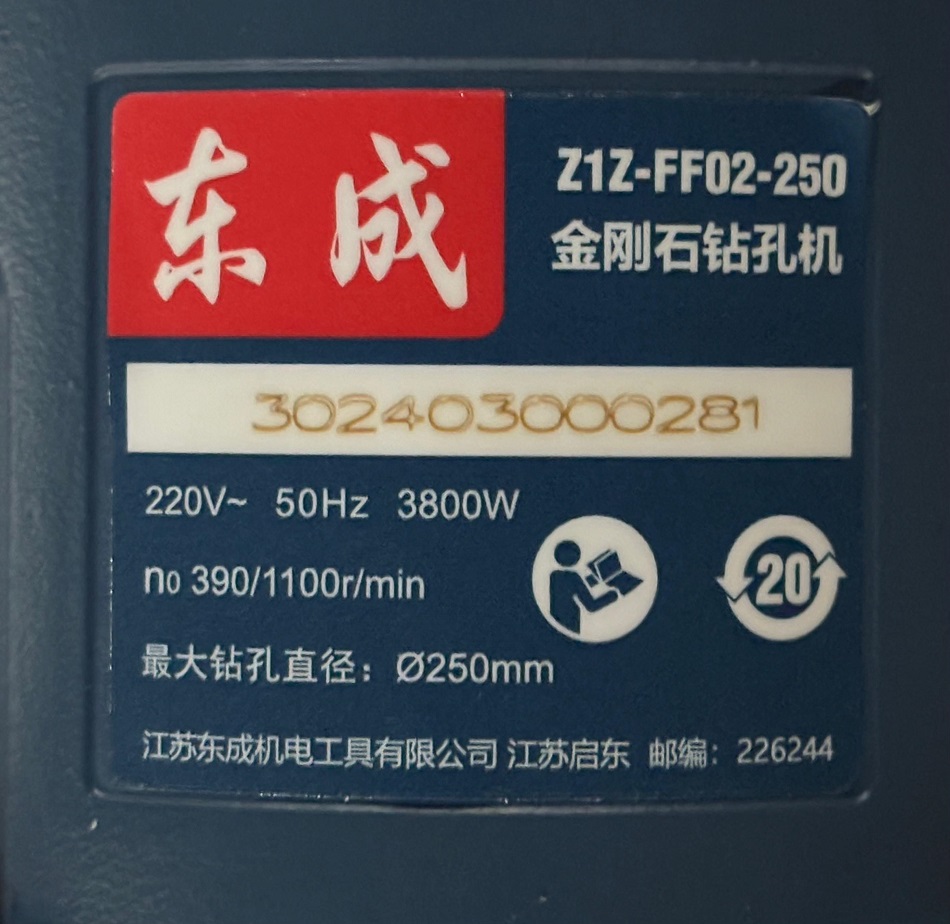 东成
Z1Z-FF02-250
金刚石钻孔机
302403000281
220V~ 50Hz 3800W
n0 390/1100r/min
20
最大钻孔直径：Ø250mm
江苏东成机电工具有限公司 江苏启东 邮编：226244